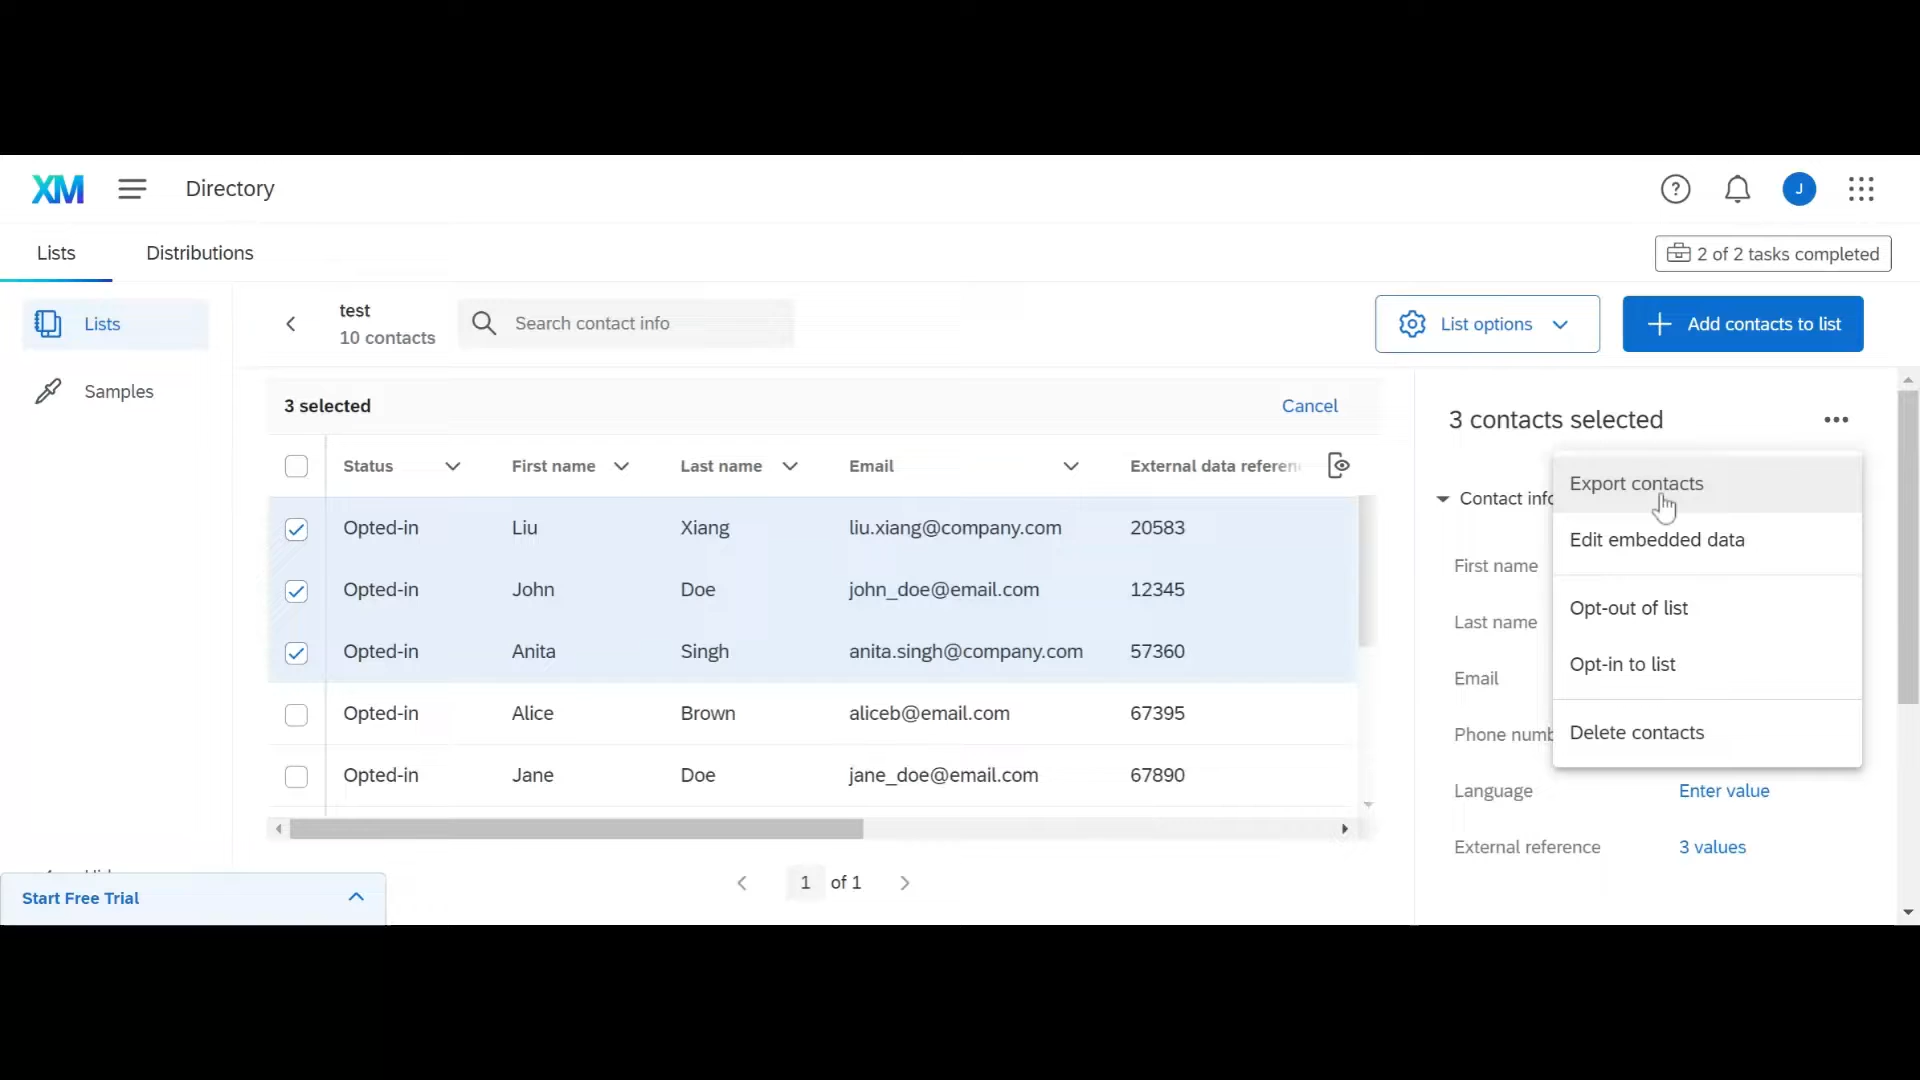 XM
Directory
J
Lists
Distributions
2 of 2 tasks completed
Lists
Samples
test
10 contacts
Search contact info
List options
Add contacts to list
3 selected
Cancel
Status
First name
Last name
Email
External data referen
Opted-in
Liu
Xiang
liu.xiang@company.com
20583
Opted-in
John
Doe
john_doe@email.com
12345
Opted-in
Anita
Singh
anita.singh@company.com
57360
Opted-in
Alice
Brown
aliceb@email.com
67395
Opted-in
Jane
Doe
jane_doe@email.com
67890
1 of 1
3 contacts selected
Contact info
Export contacts
Edit embedded data
Opt-out of list
Opt-in to list
Delete contacts
First name
Last name
Email
Phone numb
Language
Enter value
External reference
3 values
Start Free Trial